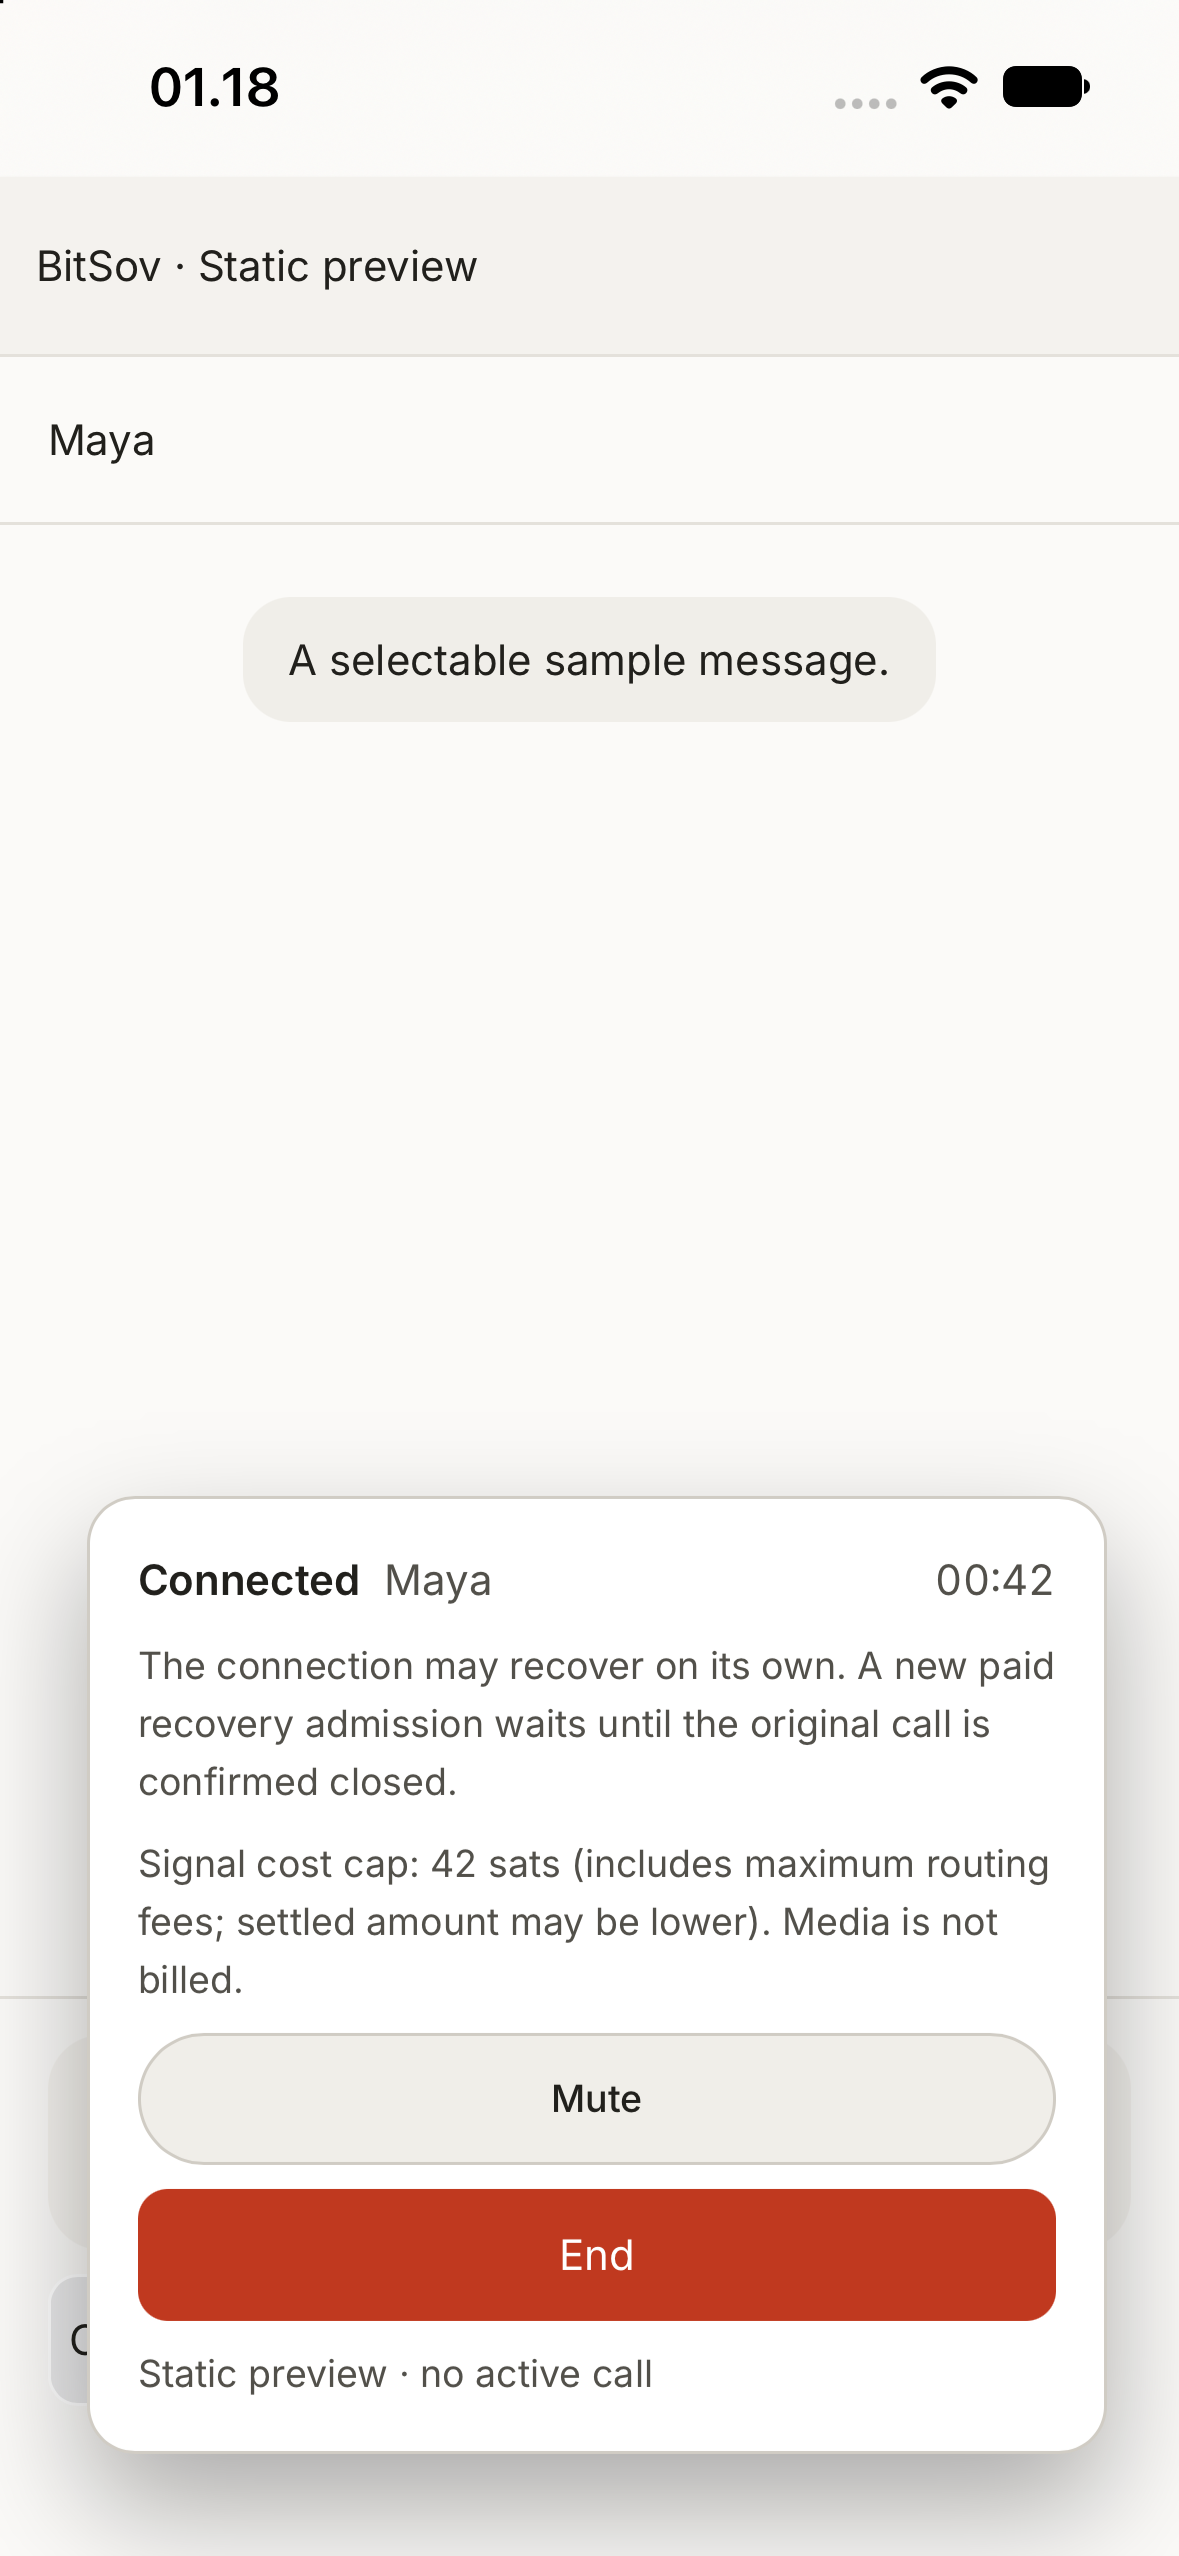 01.18
BitSov · Static preview
Maya
A selectable sample message.
Connected Maya 00:42
The connection may recover on its own. A new paid
recovery admission waits until the original call is
confirmed closed.
Signal cost cap: 42 sats (includes maximum routing
fees; settled amount may be lower). Media is not
billed.
Mute
End
Static preview · no active call